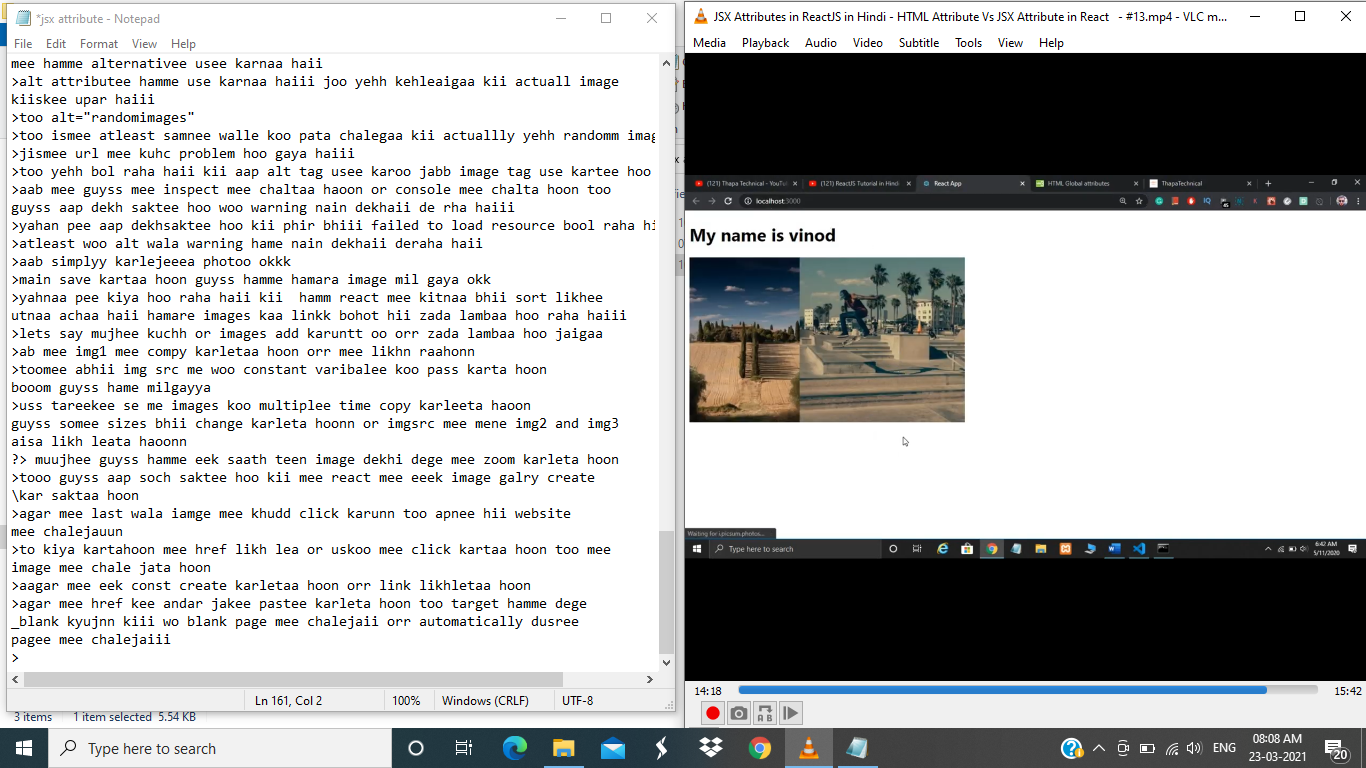 *jsx attribute - Notepad
File Edit Format View Help
mee hamme alternativee usee karnaa haii
>alt attributee hamme use karnaa haiii joo yehh kehleaigaa kii actuall image
kiiskee upar haiii
>too alt="randomimages"
>too ismee atleast samnee walle koo pata chalegaa kii actuallly yehh randomm imag
>jismee url mee kuhc problem hoo gaya haiii
>too yehh bol raha haii kii aap alt tag usee karoo jabb image tag use kartee hoo
>aab mee guyss mee inspect mee chaltaa haoon or console mee chalta hoon too
guyss aap dekh saktee hoo woo warning nain dekhaii de rha haiii
>yahan pee aap dekhsaktee hoo kii phir bhiii failed to load resource bool raha hi
>atleast woo alt wala warning hame nain dekhaii deraha haii
>aab simplyy karlejeeea photoo okkk
>main save kartaa hoon guyss hamme hamara image mil gaya okk
>yahnaa pee kiya hoo raha haii kii  hamm react mee kitnaa bhii sort likhee
utnaa achaa haii hamare images kaa linkk bohot hii zada lambaa hoo raha haiii
>lets say mujhee kuchh or images add karuntt oo orr zada lambaa hoo jaigaa
>ab mee img1 mee compy karletaa hoon orr mee likhn raahonn
>toomee abhii img src me woo constant varibalee koo pass karta hoon
booom guyss hame milgayya
>uss tareekee se me images koo multiplee time copy karleeta haoon
guyss somee sizes bhii change karleta hoonn or imgsrc mee mene img2 and img3
aisa likh leata haoonn
?> muujhee guyss hamme eek saath teen image dekhi dege mee zoom karleta hoon
>tooo guyss aap soch saktee hoo kii mee react mee eeek image galry create
\kar saktaa hoon
>agar mee last wala iamge mee khudd click karunn too apnee hii website
mee chalejauun
>to kiya kartahoon mee href likh lea or uskoo mee click kartaa hoon too mee
image mee chale jata hoon
>aagar mee eek const create karletaa hoon orr link likhletaa hoon
>agar mee href kee andar jakee pastee karleta hoon too target hamme dege
_blank kyujnn kiii wo blank page mee chalejaii orr automatically dusree
pagee mee chalejaiii
>
Ln 161, Col 2 100% Windows (CRLF) UTF-8
3 items 1 item selected 5.54 KB
JSX Attributes in ReactJS in Hindi - HTML Attribute Vs JSX Attribute in React - #13.mp4 - VLC m...
Media Playback Audio Video Subtitle Tools View Help
(121) Thapa Technical - YouTu (121) ReactJS Tutorial in Hindi React App HTML Global attributes ThapaTechnical
localhost:3000
My name is vinod
Waiting for i.picsum.photos...
Type here to search 6:42 AM
5/11/2020
14:18 15:42
Type here to search ENG 08:08 AM
23-03-2021 20